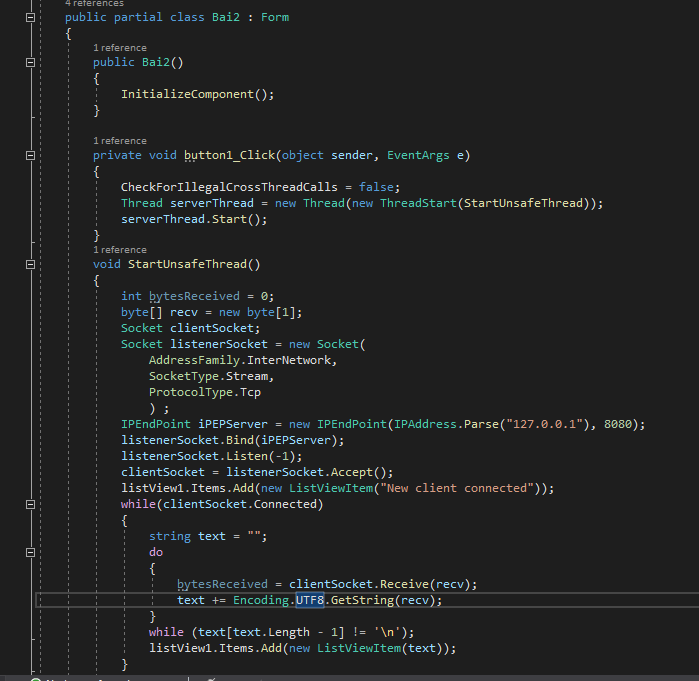 4 references
public partial class Bai2 : Form
{
1 reference
public Bai2()
{
InitializeComponent();
}
1 reference
private void button1_Click(object sender, EventArgs e)
{
CheckForIllegalCrossThreadCalls = false;
Thread serverThread = new Thread(new ThreadStart(StartUnsafeThread));
serverThread.Start();
}
1 reference
void StartUnsafeThread()
{
int bytesReceived = 0;
byte[] recv = new byte[1];
Socket clientSocket;
Socket listenerSocket = new Socket(
AddressFamily.InterNetwork,
SocketType.Stream,
ProtocolType.Tcp
) ;
IPEndPoint iPEPServer = new IPEndPoint(IPAddress.Parse("127.0.0.1"), 8080);
listenerSocket.Bind(iPEPServer);
listenerSocket.Listen(-1);
clientSocket = listenerSocket.Accept();
listView1.Items.Add(new ListViewItem("New client connected"));
while(clientSocket.Connected)
{
string text = "";
do
{
bytesReceived = clientSocket.Receive(recv);
text += Encoding.UTF8.GetString(recv);
}
while (text[text.Length - 1] != '\n');
listView1.Items.Add(new ListViewItem(text));
}